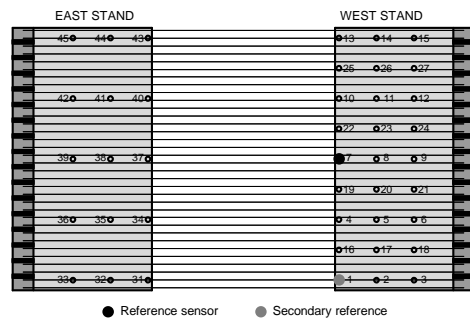 EAST STAND WEST STAND
45 44 43 13 14 15
25 26 27
42 41 40 10 11 12
22 23 24
39 38 37 7 8 9
19 20 21
36 35 34 4 5 6
16 17 18
33 32 31 1 2 3
Reference sensor Secondary reference